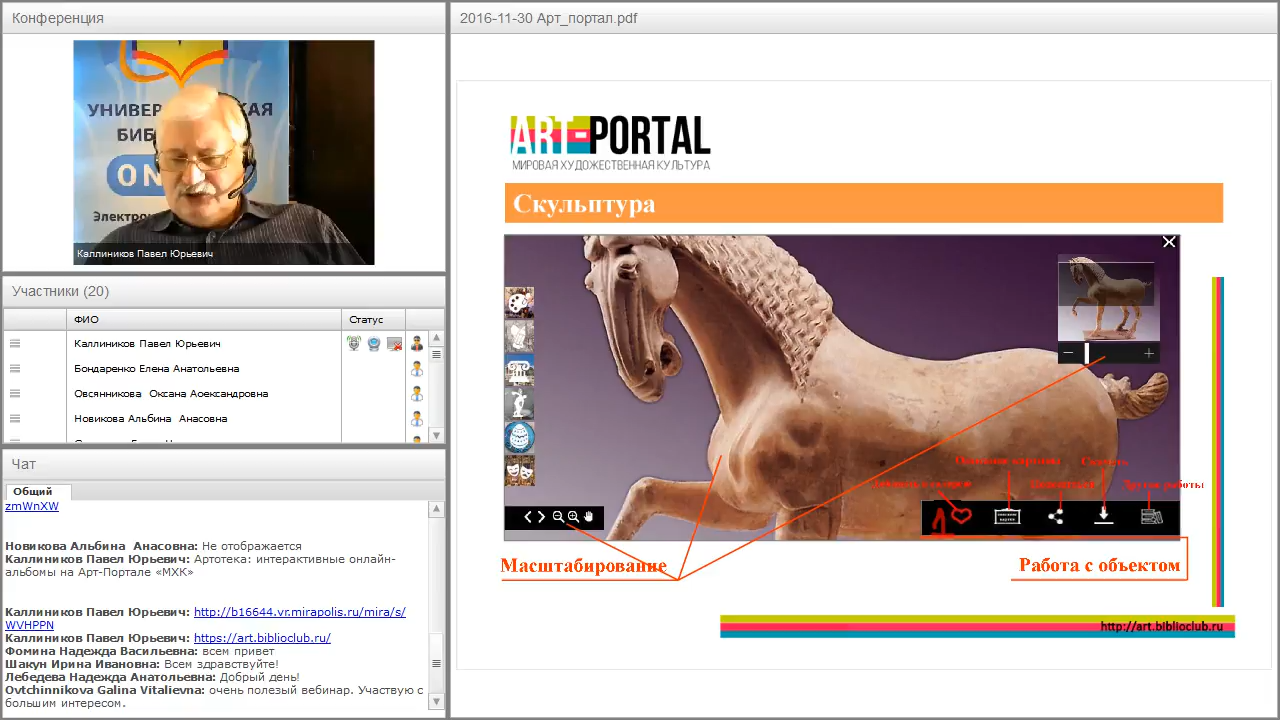 Конференция
УНИВЕР КАЯ
БИБ
ON
Электрон
Каллиников Павел Юрьевич
Участники (20)
ФИО Статус
Каллиников Павел Юрьевич
Бондаренко Елена Анатольевна
Овсянникова Оксана Аоександровна
Новикова Альбина Анасовна
Чат
Общий
zmWnXW
Новикова Альбина Анасовна: Не отображается
Каллиников Павел Юрьевич: Артотека: интерактивные онлайн-
альбомы на Арт-Портале «МХК»
Каллиников Павел Юрьевич: http://b16644.vr.mirapolis.ru/mira/s/
WVHPPN
Каллиников Павел Юрьевич: https://art.biblioclub.ru/
Фомина Надежда Васильевна: всем привет
Шакун Ирина Ивановна: Всем здравствуйте!
Лебедева Надежда Анатольевна: Добрый день!
Ovtchinnikova Galina Vitalievna: очень полезый вебинар. Участвую с
большим интересом.
2016-11-30 Арт_портал.pdf
ART-PORTAL
МИРОВАЯ ХУДОЖЕСТВЕННАЯ КУЛЬТУРА
Скульптура
Другие работы
1
Масштабирование
Работа с объектом
http://art.biblioclub.ru